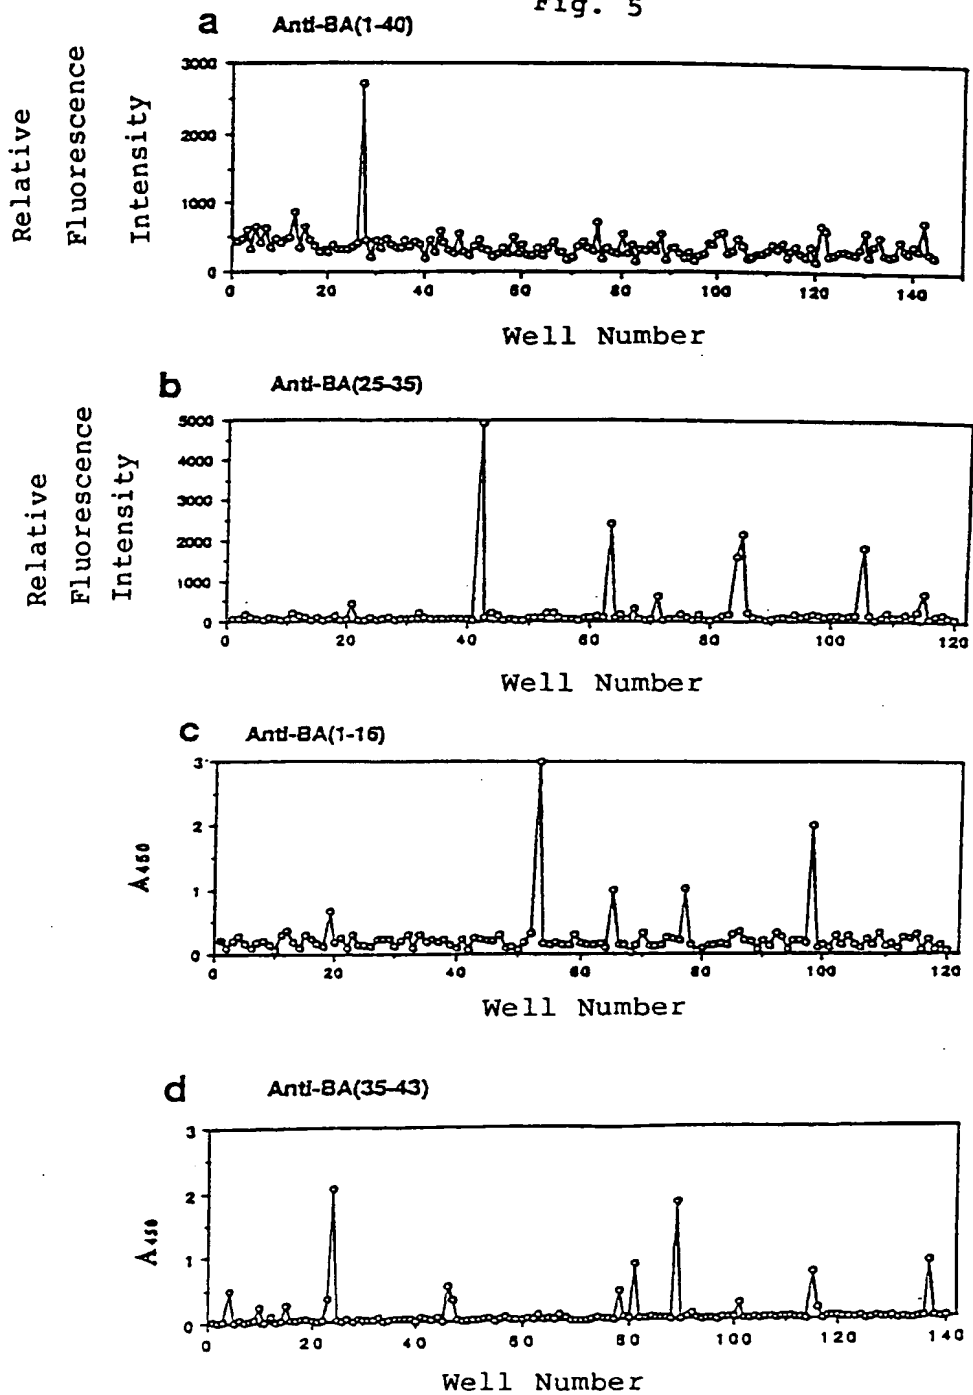 Fig. 5
a Anti-BA(1-40)
Relative
Fluorescence
Intensity
3000
2000
1000
0
0 20 40 60 80 100 120 140
Well Number
b Anti-BA(25-35)
Relative
Fluorescence
Intensity
5000
4000
3000
2000
1000
0
0 20 40 60 80 100 120
Well Number
c Anti-BA(1-16)
A450
3
2
1
0
0 20 40 60 80 100 120
Well Number
d Anti-BA(35-43)
A450
3
2
1
0
0 20 40 60 80 100 120 140
Well Number